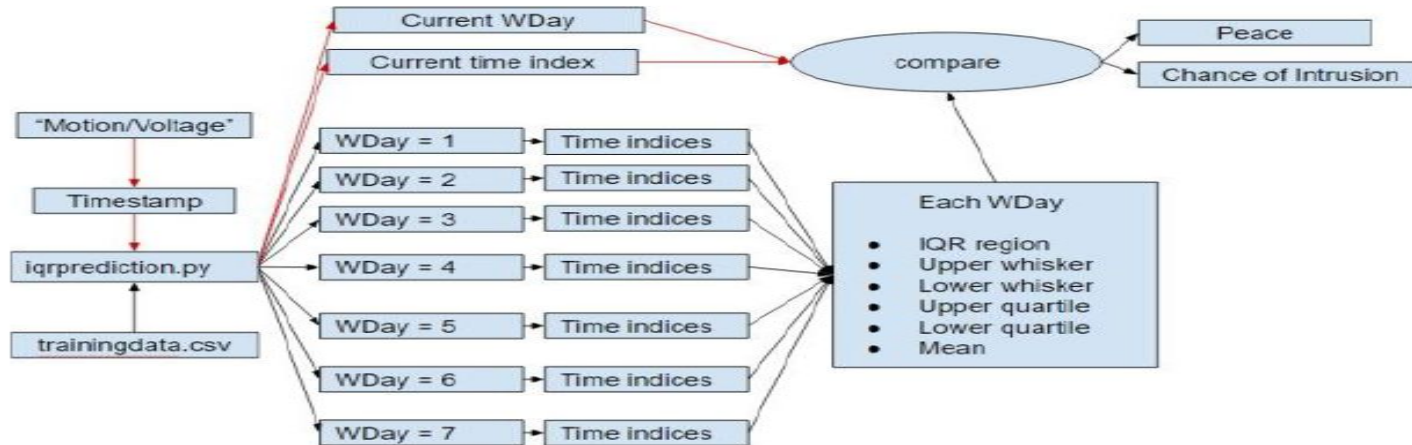 Current WDay
Current time index
compare
Peace
Chance of Intrusion
“Motion/Voltage”
Timestamp
iqrprediction.py
trainingdata.csv
WDay = 1
Time indices
WDay = 2
Time indices
WDay = 3
Time indices
WDay = 4
Time indices
WDay = 5
Time indices
WDay = 6
Time indices
WDay = 7
Time indices
Each WDay
● IQR region
● Upper whisker
● Lower whisker
● Upper quartile
● Lower quartile
● Mean